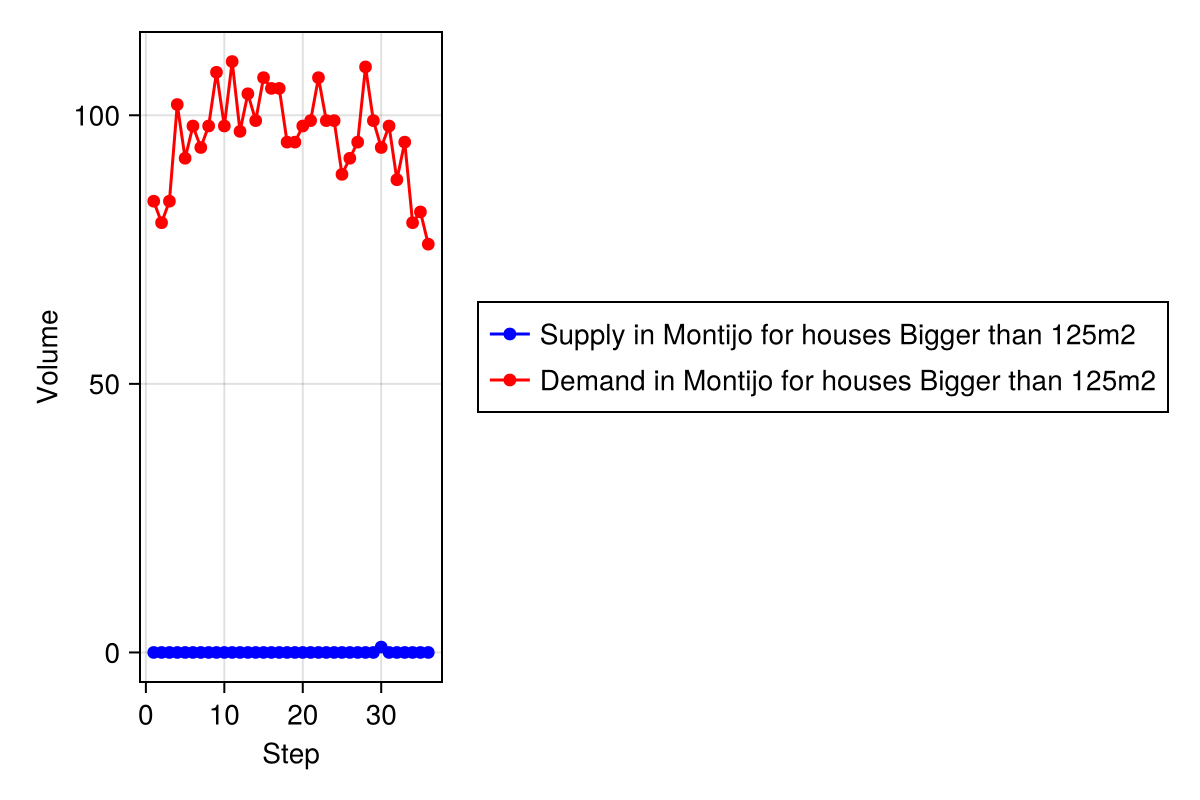 100
50
0
Volume
0 10 20 30
Step
Supply in Montijo for houses Bigger than 125m2
Demand in Montijo for houses Bigger than 125m2